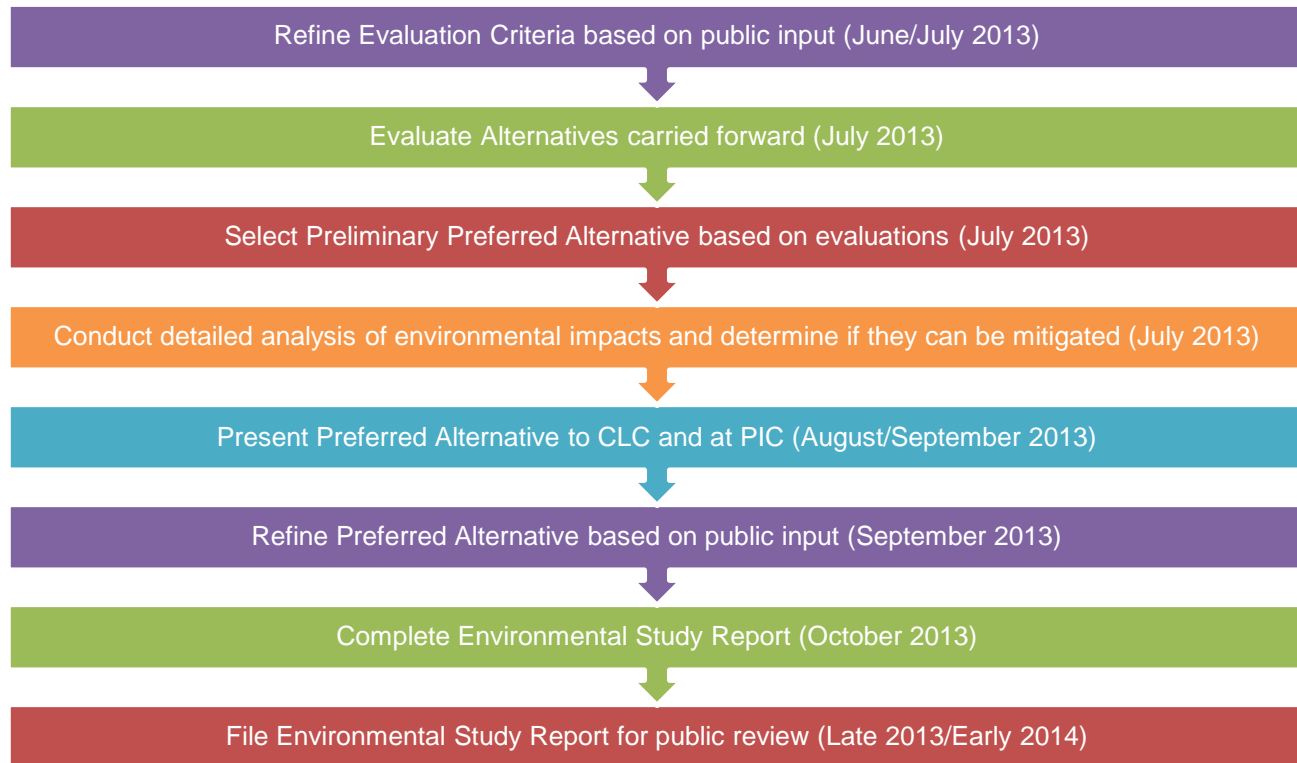 Refine Evaluation Criteria based on public input (June/July 2013)
Evaluate Alternatives carried forward (July 2013)
Select Preliminary Preferred Alternative based on evaluations (July 2013)
Conduct detailed analysis of environmental impacts and determine if they can be mitigated (July 2013)
Present Preferred Alternative to CLC and at PIC (August/September 2013)
Refine Preferred Alternative based on public input (September 2013)
Complete Environmental Study Report (October 2013)
File Environmental Study Report for public review (Late 2013/Early 2014)